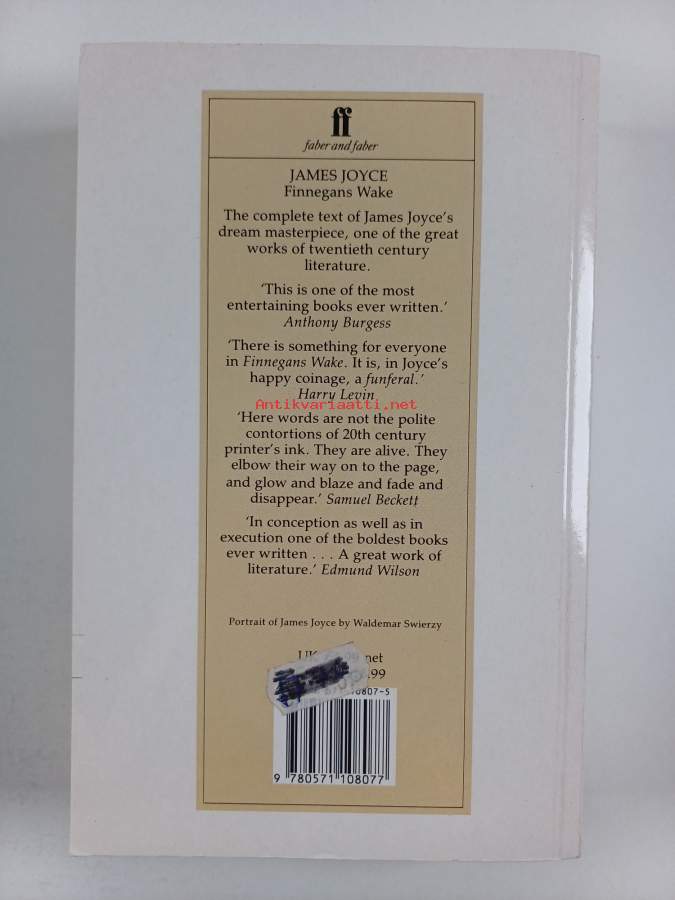 ff
faber and faber
JAMES JOYCE
Finnegans Wake
The complete text of James Joyce's
dream masterpiece, one of the great
works of twentieth century
literature.
‘This is one of the most
entertaining books ever written.’
Anthony Burgess
‘There is something for everyone
in Finnegans Wake. It is, in Joyce's
happy coinage, a funferal.’
Harry Levin
Antikvariaatti.net
‘Here words are not the polite
contortions of 20th century
printer's ink. They are alive. They
elbow their way on to the page,
and glow and blaze and fade and
disappear.’ Samuel Beckett
‘In conception as well as in
execution one of the boldest books
ever written . . . A great work of
literature.’ Edmund Wilson
Portrait of James Joyce by Waldemar Swierzy
net
.99
0807-5
9 780571 108077